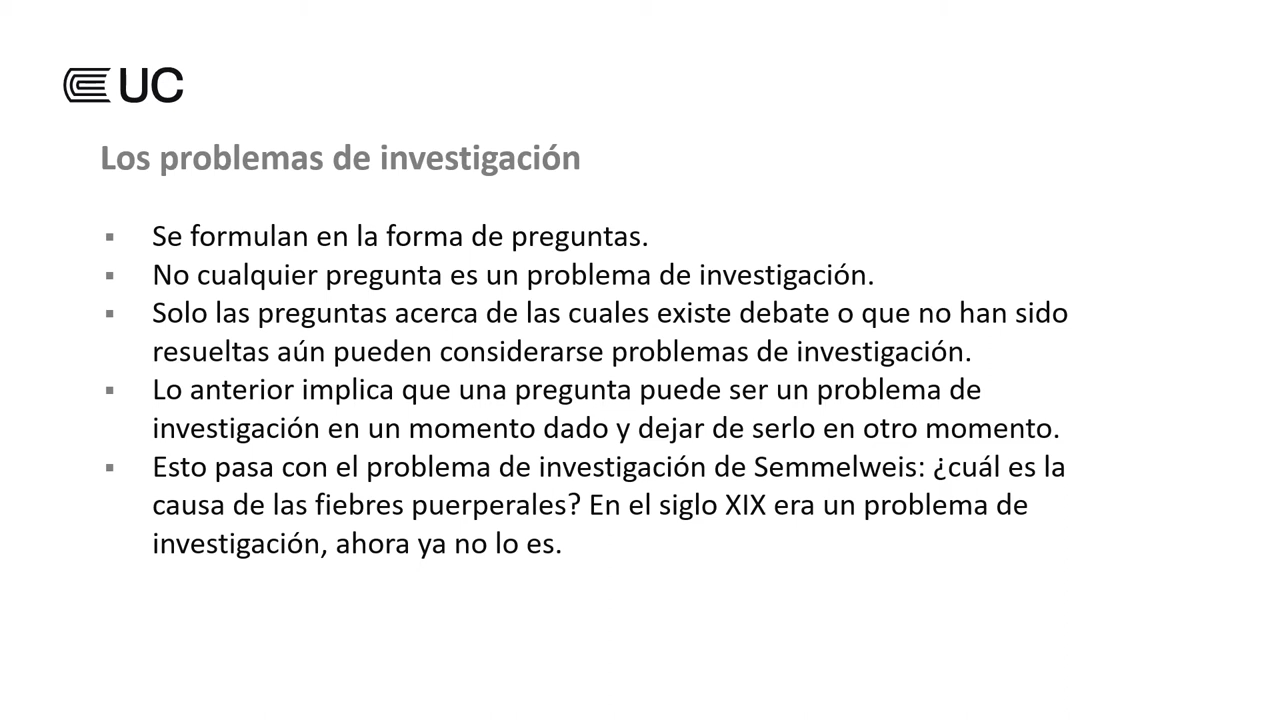 UC
Los problemas de investigación
▪ Se formulan en la forma de preguntas.
▪ No cualquier pregunta es un problema de investigación.
▪ Solo las preguntas acerca de las cuales existe debate o que no han sido
resueltas aún pueden considerarse problemas de investigación.
▪ Lo anterior implica que una pregunta puede ser un problema de
investigación en un momento dado y dejar de serlo en otro momento.
▪ Esto pasa con el problema de investigación de Semmelweis: ¿cuál es la
causa de las fiebres puerperales? En el siglo XIX era un problema de
investigación, ahora ya no lo es.